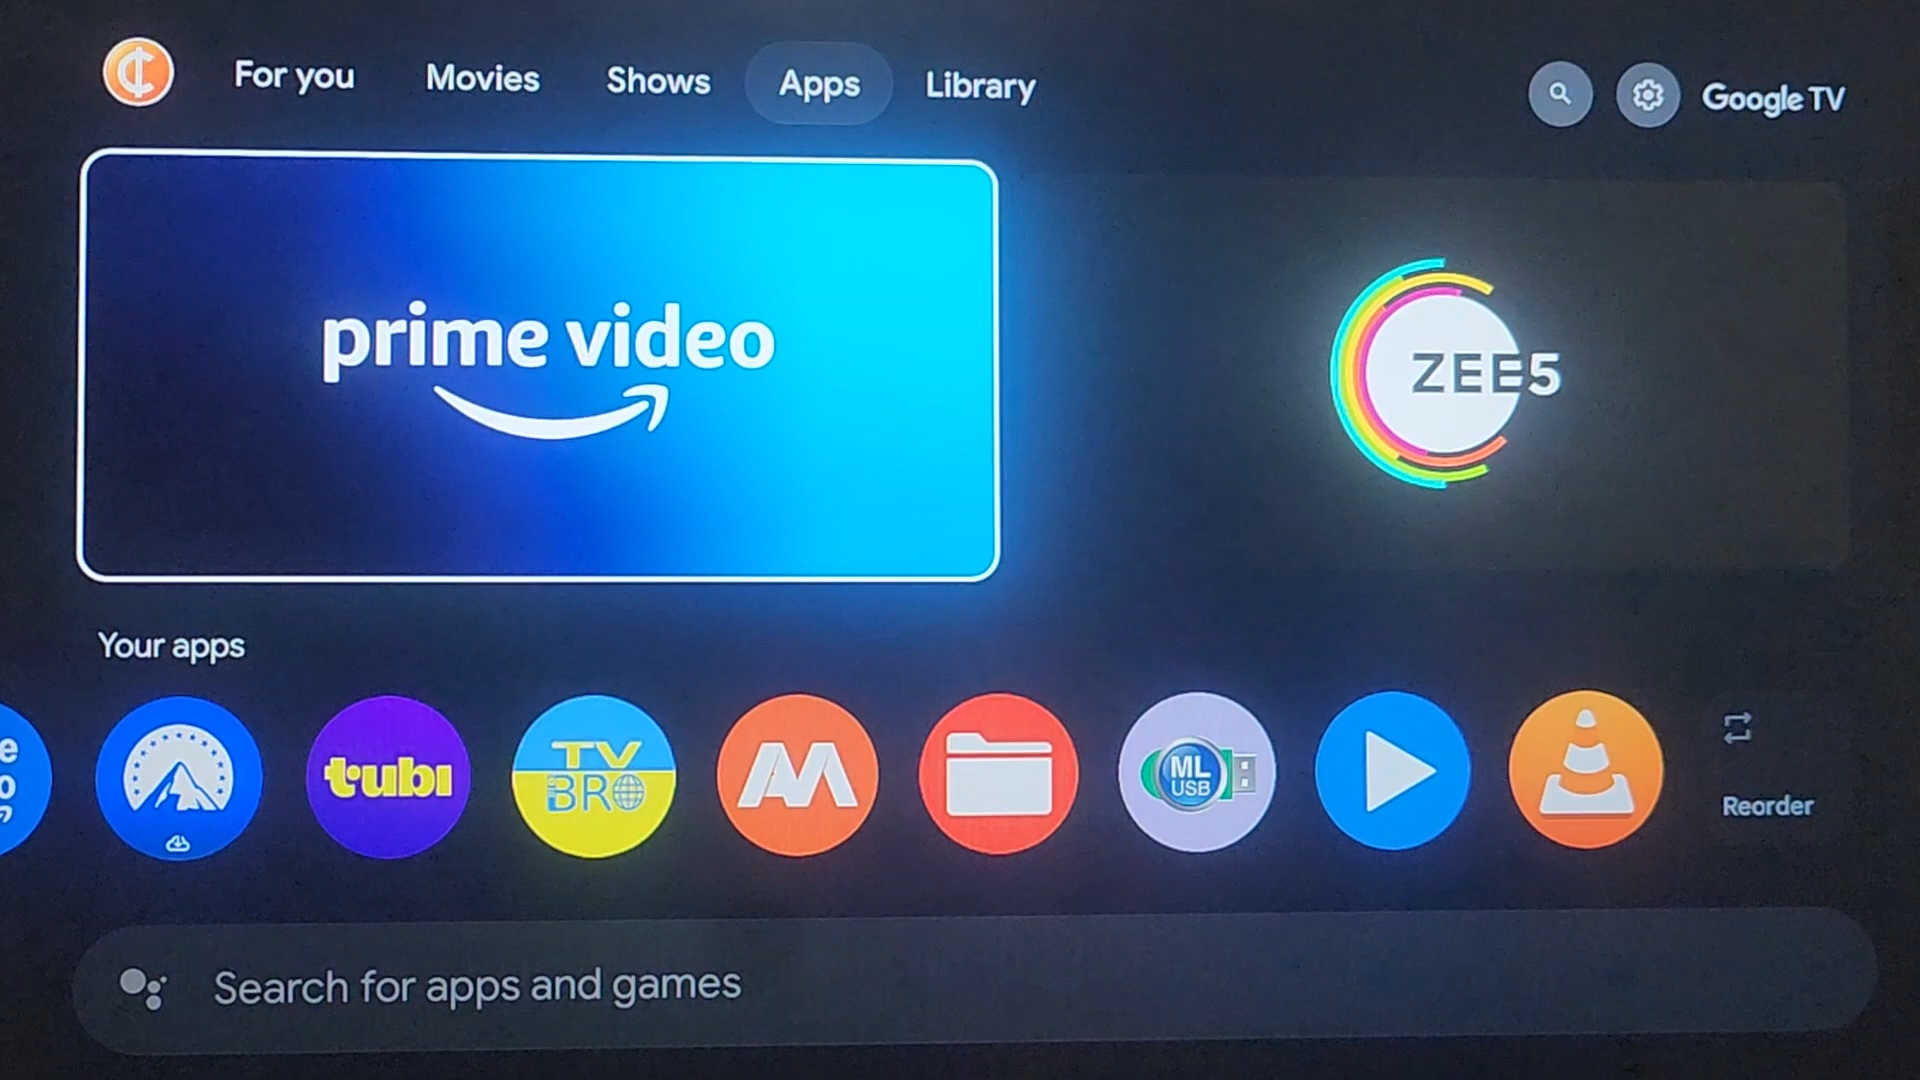 For you Movies Shows Apps Library
Google TV
prime video
ZEE5
Your apps
tubi
TV
BRO
ML
USB
Reorder
Search for apps and games